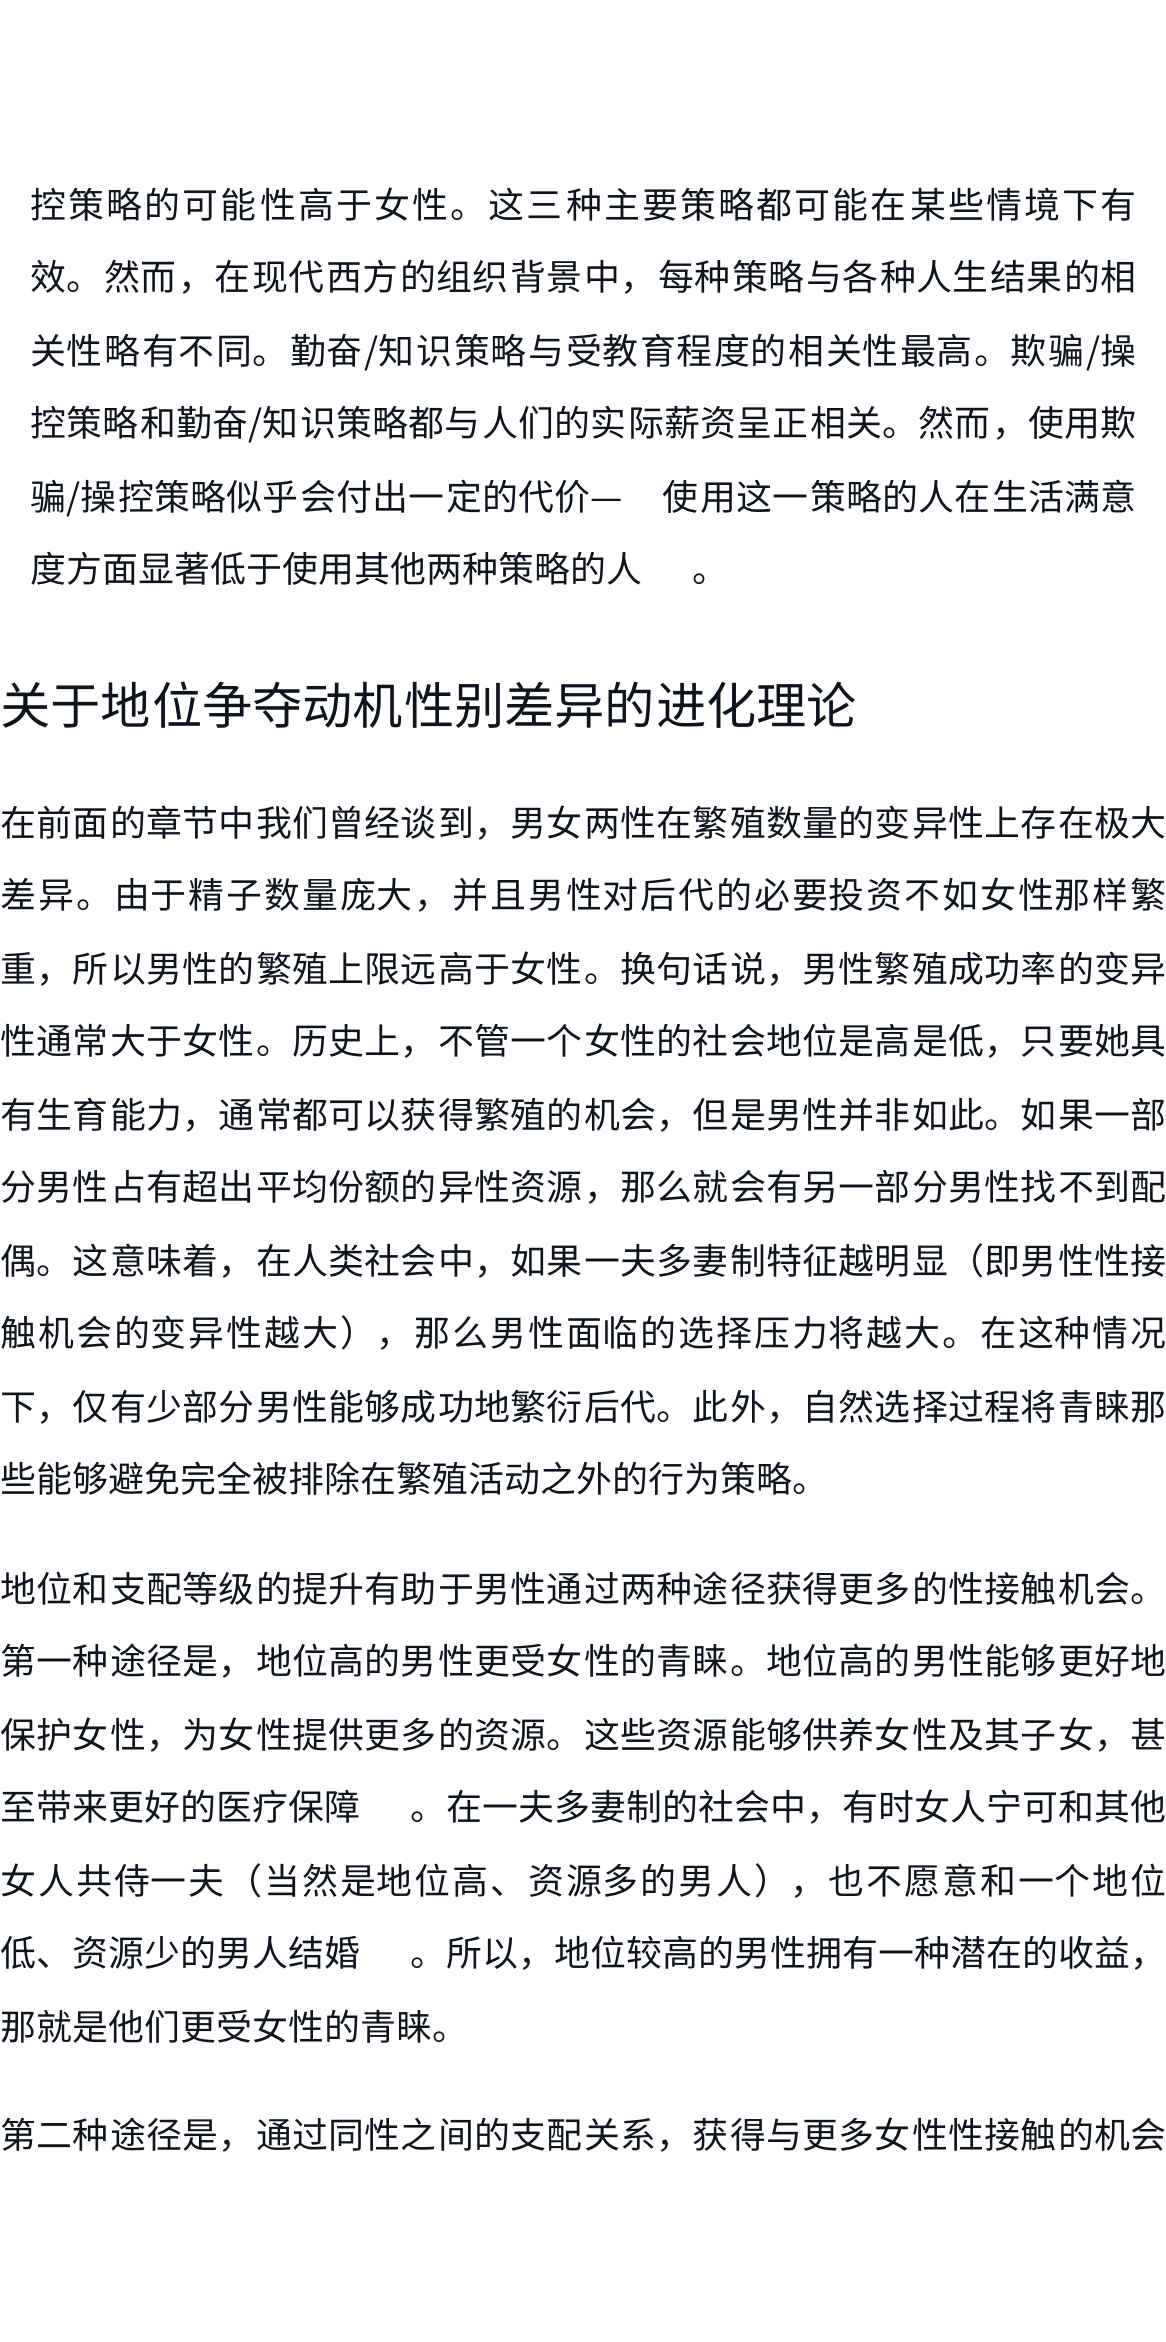 控策略的可能性高于女性。这三种主要策略都可能在某些情境下有
效。然而，在现代西方的组织背景中，每种策略与各种人生结果的相
关性略有不同。勤奋/知识策略与受教育程度的相关性最高。欺骗/操
控策略和勤奋/知识策略都与人们的实际薪资呈正相关。然而，使用欺
骗/操控策略似乎会付出一定的代价— 使用这一策略的人在生活满意
度方面显著低于使用其他两种策略的人 。
关于地位争夺动机性别差异的进化理论
在前面的章节中我们曾经谈到，男女两性在繁殖数量的变异性上存在极大
差异。由于精子数量庞大，并且男性对后代的必要投资不如女性那样繁
重，所以男性的繁殖上限远高于女性。换句话说，男性繁殖成功率的变异
性通常大于女性。历史上，不管一个女性的社会地位是高是低，只要她具
有生育能力，通常都可以获得繁殖的机会，但是男性并非如此。如果一部
分男性占有超出平均份额的异性资源，那么就会有另一部分男性找不到配
偶。这意味着，在人类社会中，如果一夫多妻制特征越明显（即男性性接
触机会的变异性越大），那么男性面临的选择压力将越大。在这种情况
下，仅有少部分男性能够成功地繁衍后代。此外，自然选择过程将青睐那
些能够避免完全被排除在繁殖活动之外的行为策略。
地位和支配等级的提升有助于男性通过两种途径获得更多的性接触机会。
第一种途径是，地位高的男性更受女性的青睐。地位高的男性能够更好地
保护女性，为女性提供更多的资源。这些资源能够供养女性及其子女，甚
至带来更好的医疗保障 。在一夫多妻制的社会中，有时女人宁可和其他
女人共侍一夫（当然是地位高、资源多的男人），也不愿意和一个地位
低、资源少的男人结婚 。所以，地位较高的男性拥有一种潜在的收益，
那就是他们更受女性的青睐。
第二种途径是，通过同性之间的支配关系，获得与更多女性性接触的机会